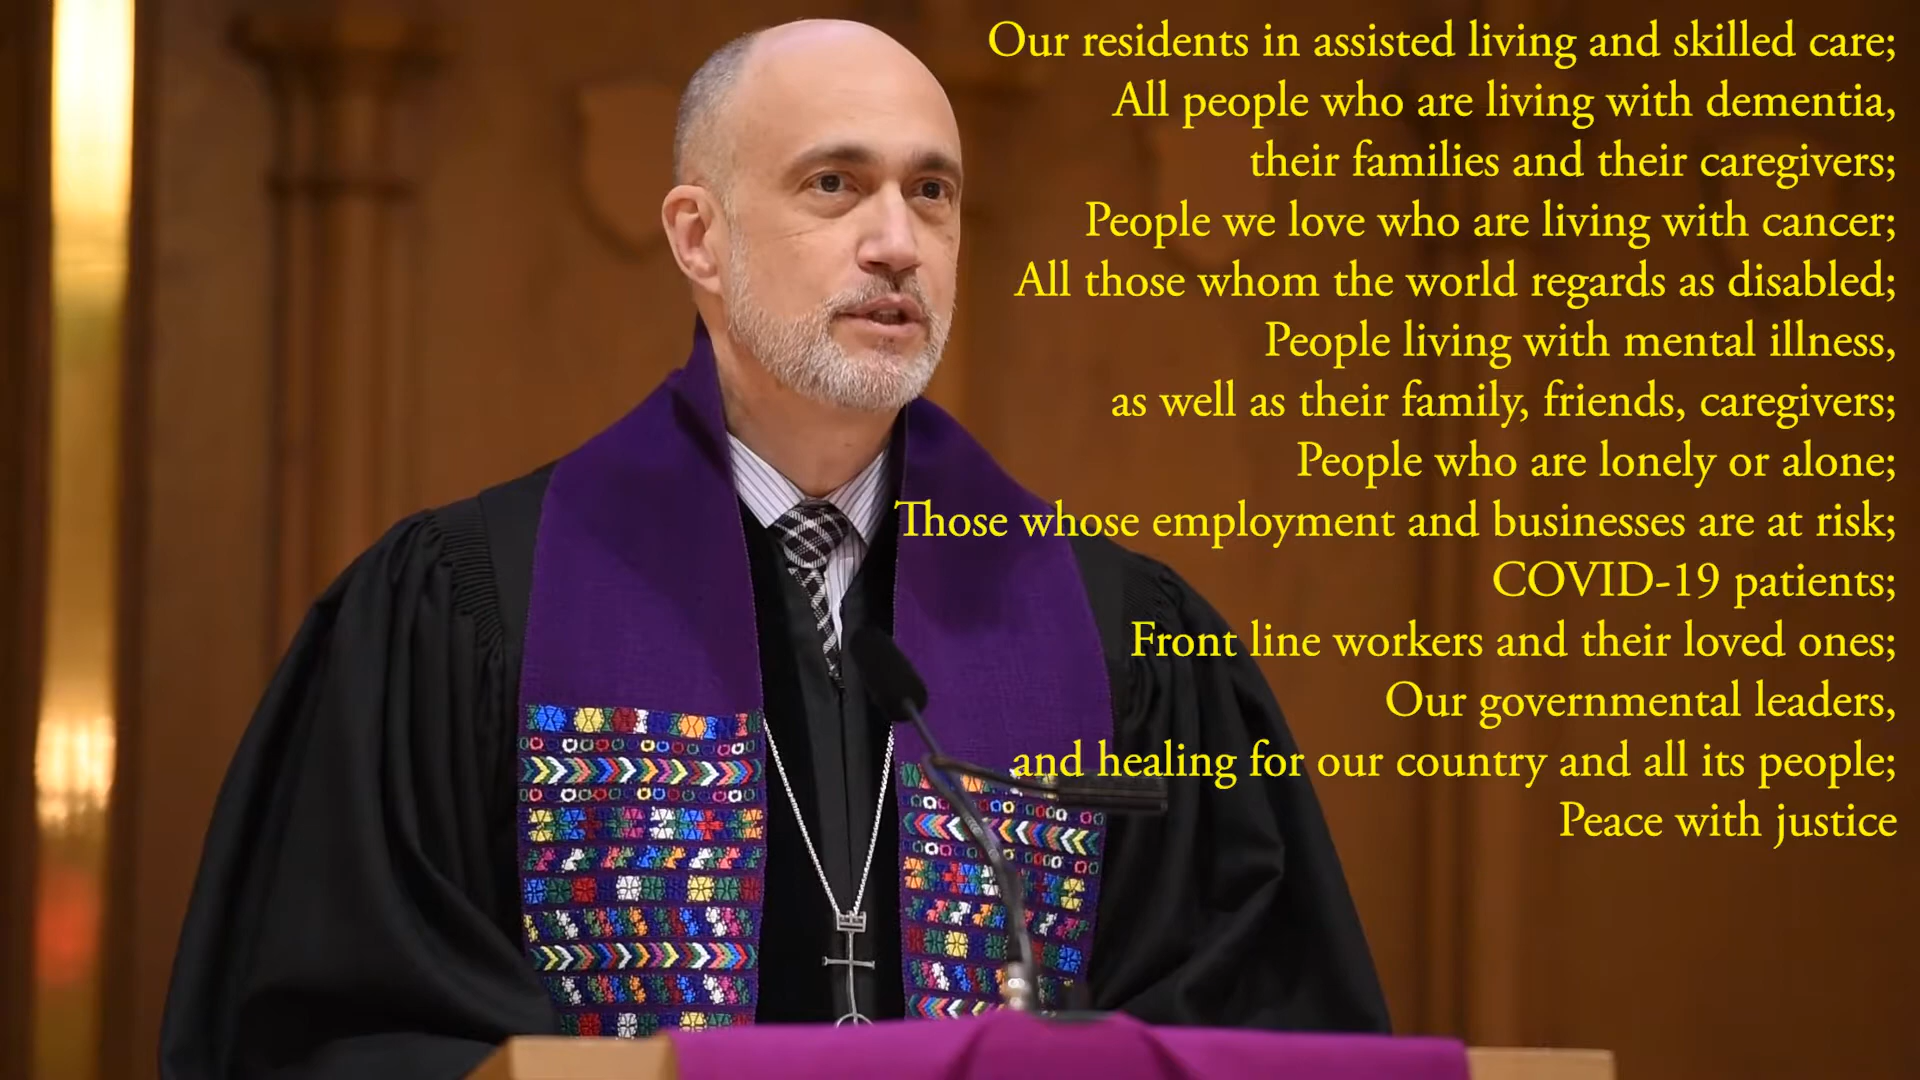 Our residents in assisted living and skilled care;
All people who are living with dementia,
their families and their caregivers;
People we love who are living with cancer;
All those whom the world regards as disabled;
People living with mental illness,
as well as their family, friends, caregivers;
People who are lonely or alone;
Those whose employment and businesses are at risk;
COVID-19 patients;
Front line workers and their loved ones;
Our governmental leaders,
and healing for our country and all its people;
Peace with justice